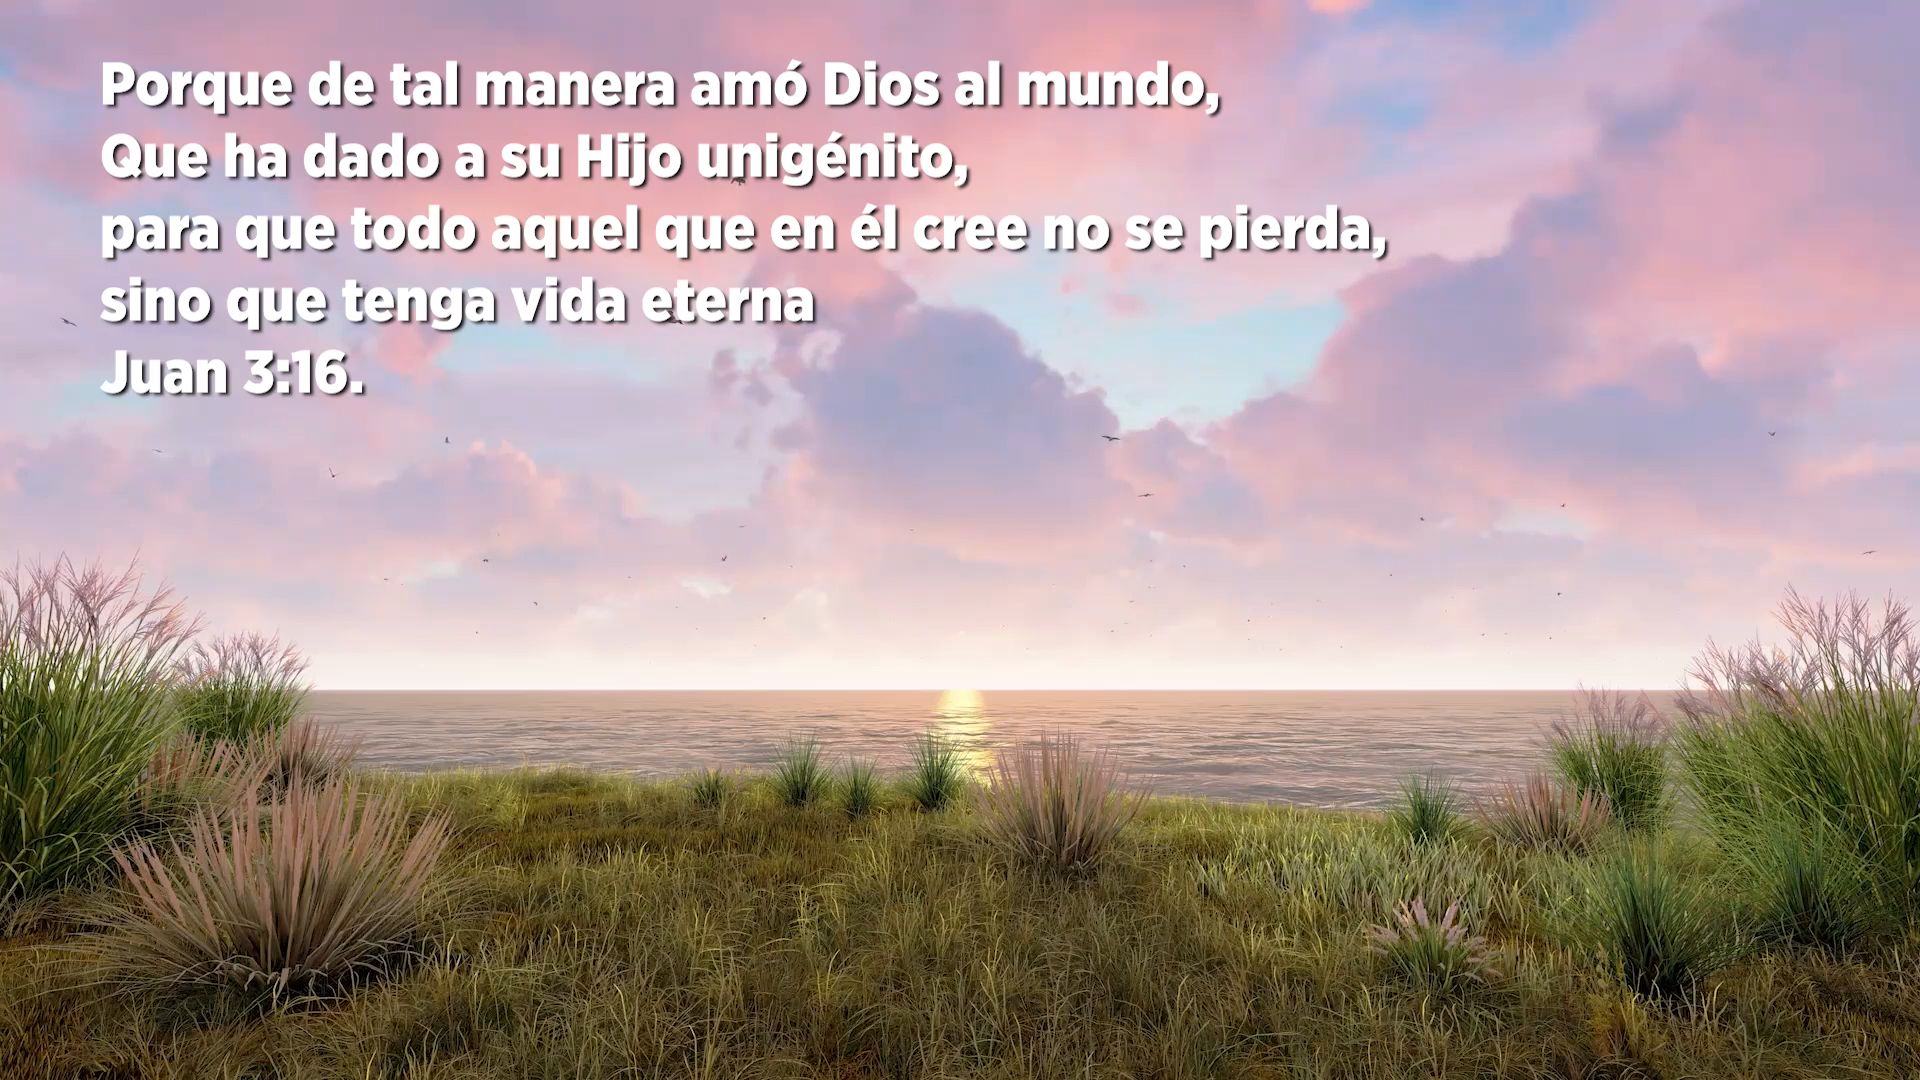 Porque de tal manera amó Dios al mundo,
Que ha dado a su Hijo unigénito,
para que todo aquel que en él cree no se pierda,
sino que tenga vida eterna
Juan 3:16.